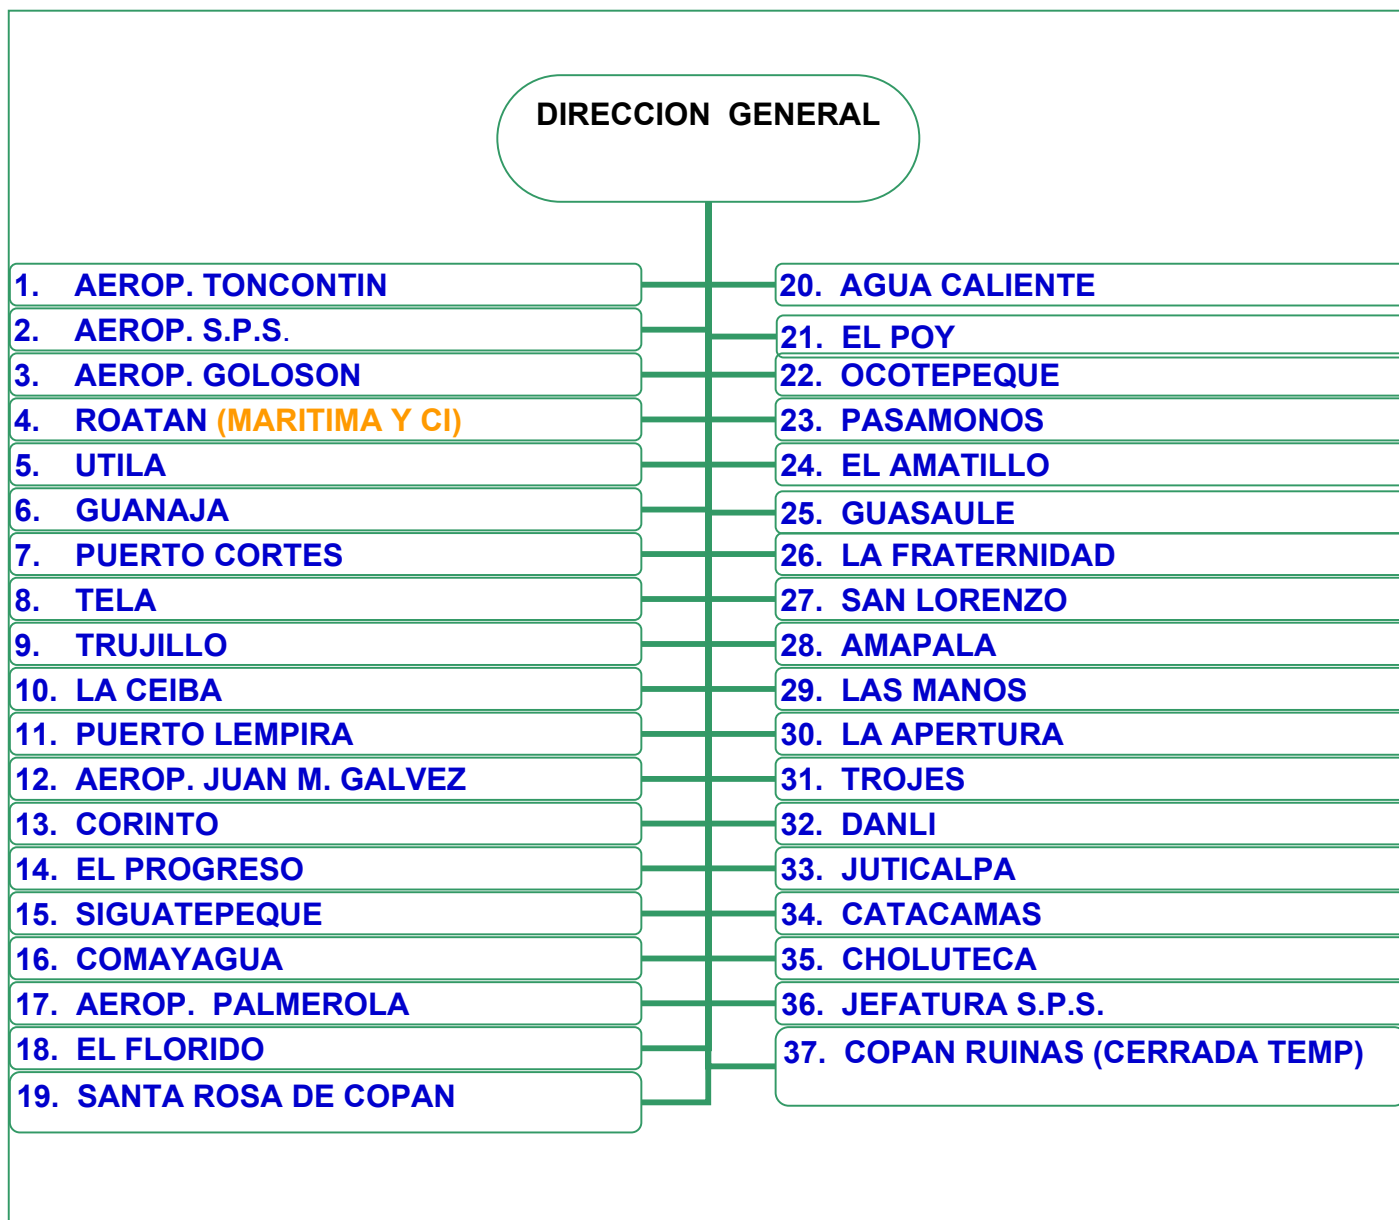 DIRECCION GENERAL
1. AEROP. TONCONTIN
2. AEROP. S.P.S.
3. AEROP. GOLOSON
4. ROATAN (MARITIMA Y CI)
5. UTILA
6. GUANAJA
7. PUERTO CORTES
8. TELA
9. TRUJILLO
10. LA CEIBA
11. PUERTO LEMPIRA
12. AEROP. JUAN M. GALVEZ
13. CORINTO
14. EL PROGRESO
15. SIGUATEPEQUE
16. COMAYAGUA
17. AEROP. PALMEROLA
18. EL FLORIDO
19. SANTA ROSA DE COPAN
20. AGUA CALIENTE
21. EL POY
22. OCOTEPEQUE
23. PASAMONOS
24. EL AMATILLO
25. GUASAULE
26. LA FRATERNIDAD
27. SAN LORENZO
28. AMAPALA
29. LAS MANOS
30. LA APERTURA
31. TROJES
32. DANLI
33. JUTICALPA
34. CATACAMAS
35. CHOLUTECA
36. JEFATURA S.P.S.
37. COPAN RUINAS (CERRADA TEMP)